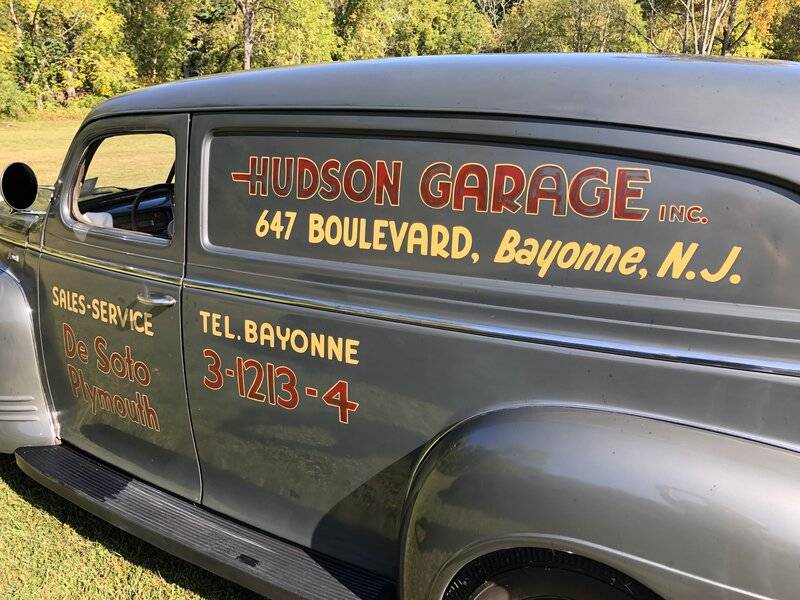 HUDSON GARAGE INC.
647 BOULEVARD, Bayonne, N.J.
SALES-SERVICE
De Soto
Plymouth
TEL. BAYONNE
3-1213-4